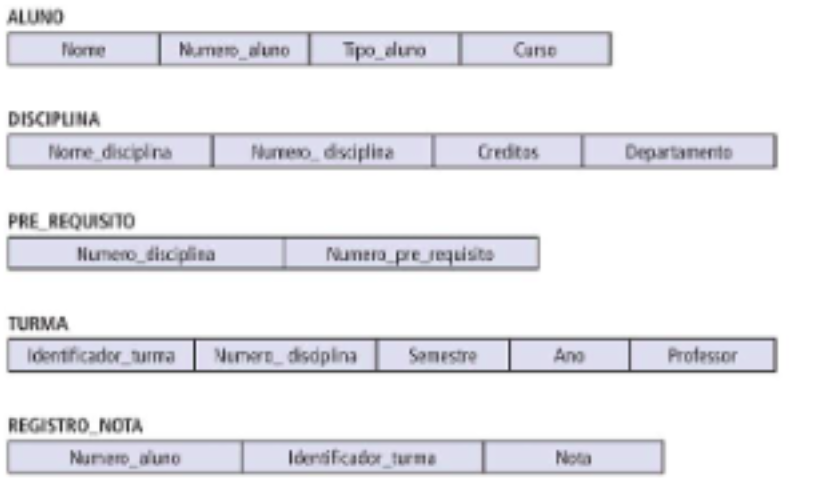 ALUNO
Nome Numero_aluno Tipo_aluno Curso
DISCIPLINA
Nome_disciplina Numero_ disciplina Creditos Departamento
PRE_REQUISITO
Numero_disciplina Numero_pre_requisito
TURMA
Identificador_turma Numero_ disciplina Semestre Ano Professor
REGISTRO_NOTA
Numero_aluno Identificador_turma Nota